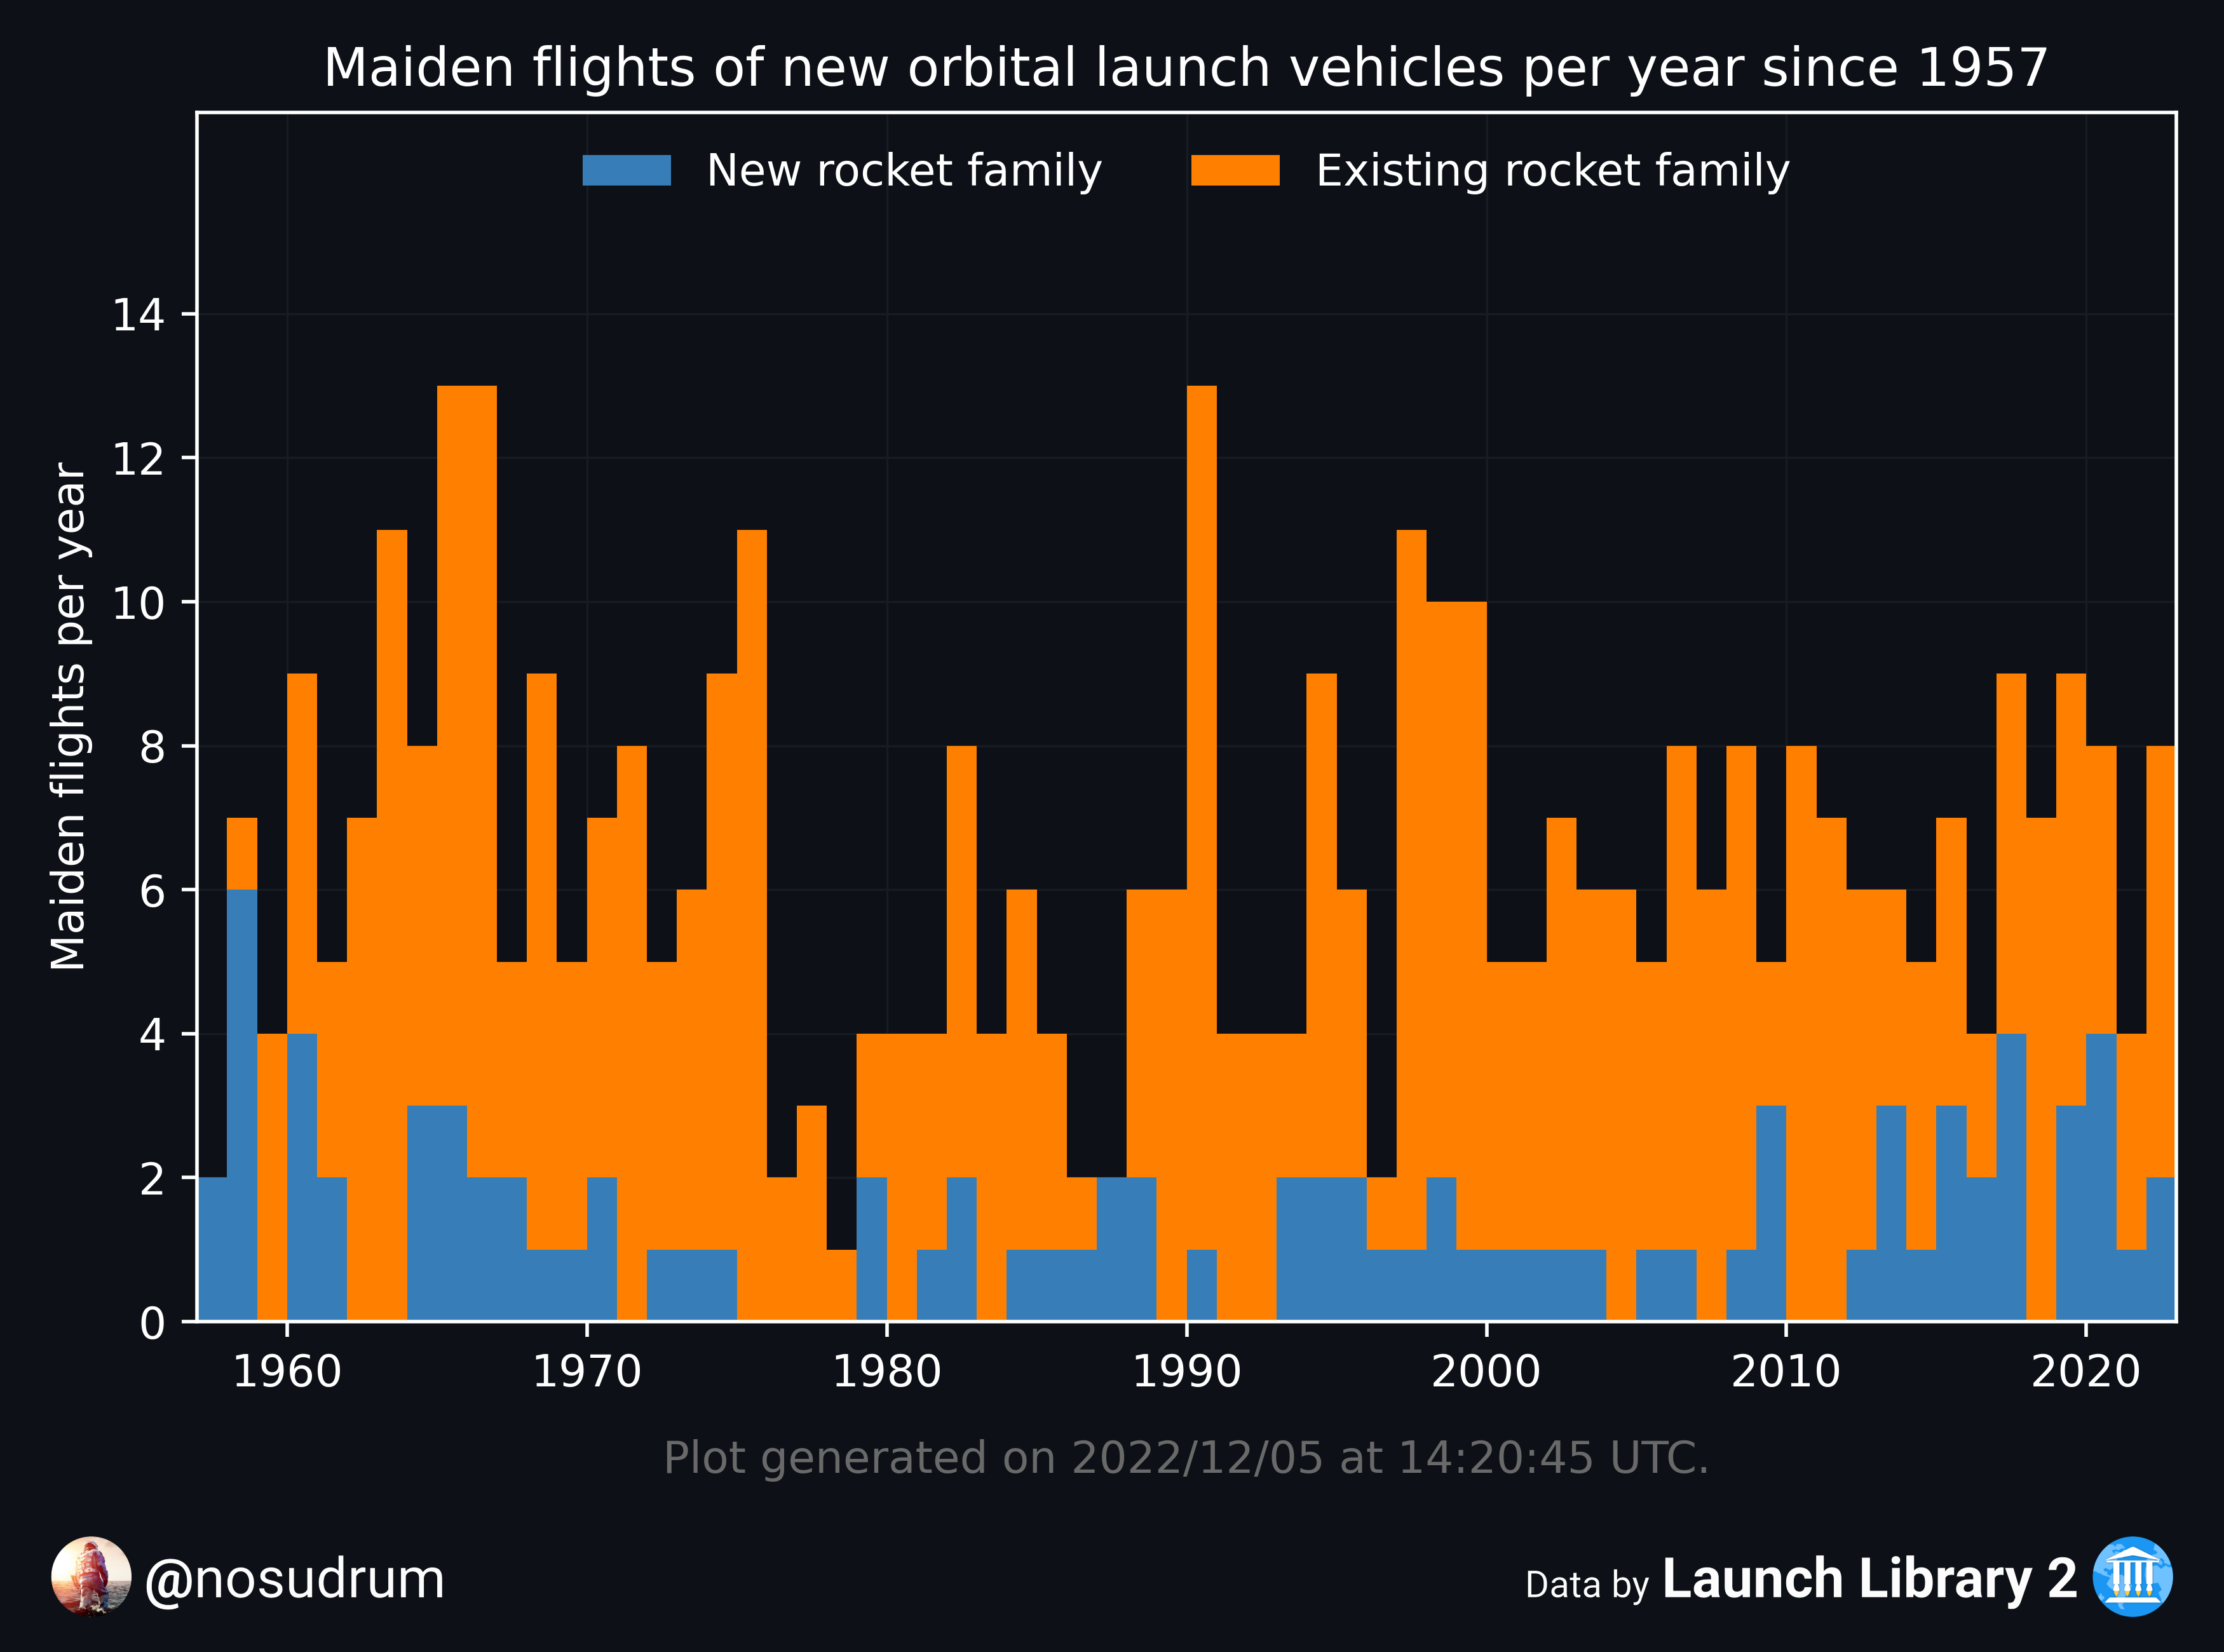 Maiden flights of new orbital launch vehicles per year since 1957
New rocket family
Existing rocket family
Maiden flights per year
14
12
10
8
6
4
2
0
1960 1970 1980 1990 2000 2010 2020
Plot generated on 2022/12/05 at 14:20:45 UTC.
@nosudrum
Data by Launch Library 2